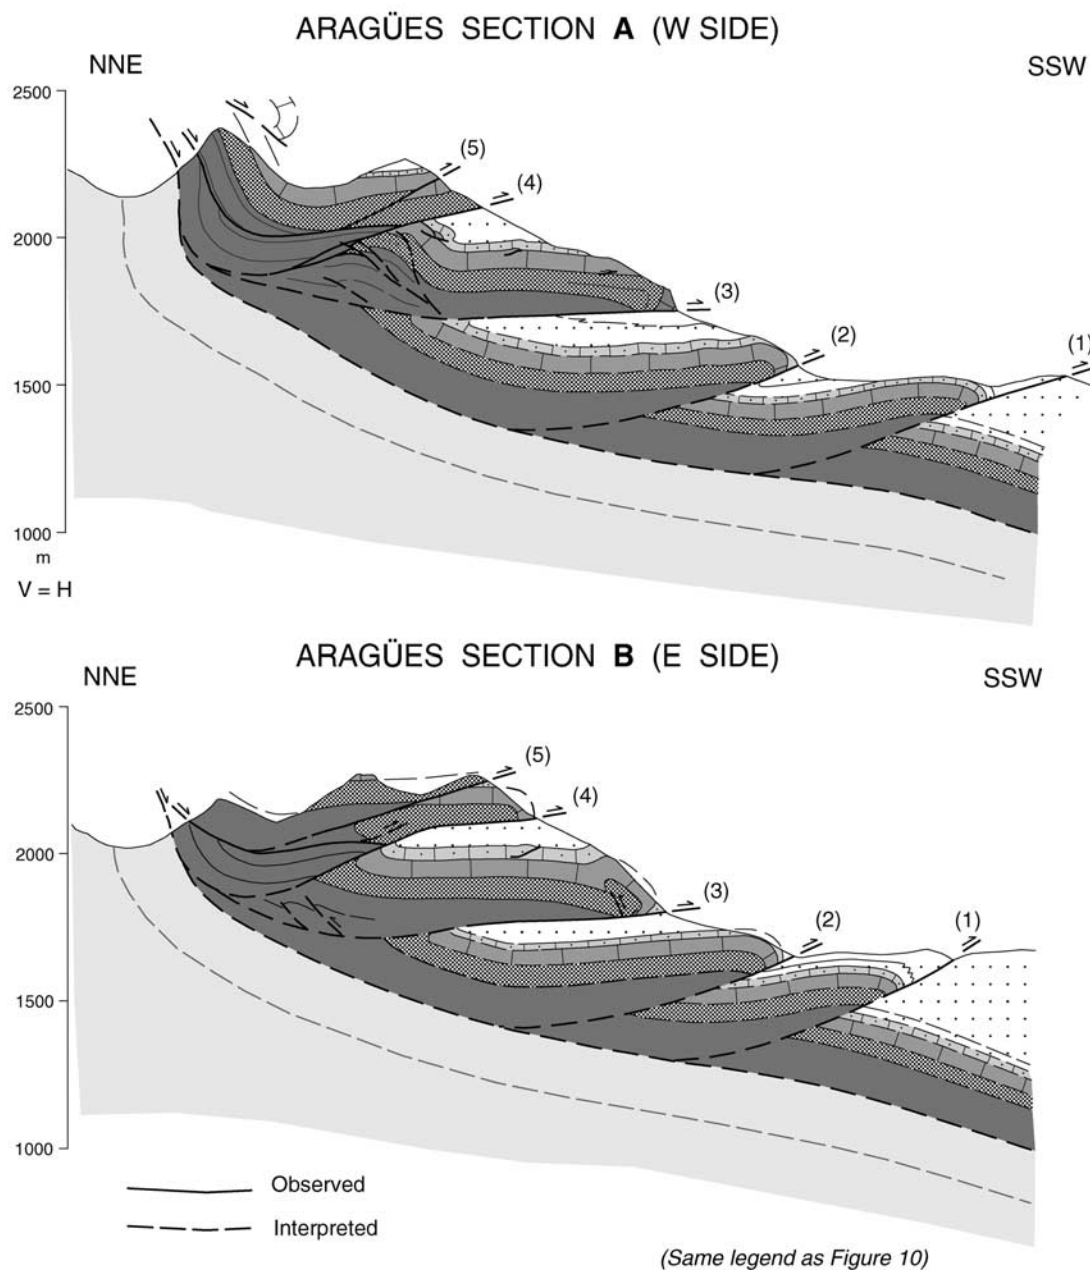 ARAGÜES SECTION A (W SIDE)
NNE
SSW
2500
(5)
(4)
2000
(3)
(2)
(1)
1500
1000
m
V = H
ARAGÜES SECTION B (E SIDE)
NNE
SSW
2500
(5)
(4)
2000
(3)
(2)
(1)
1500
1000
Observed
Interpreted
(Same legend as Figure 10)